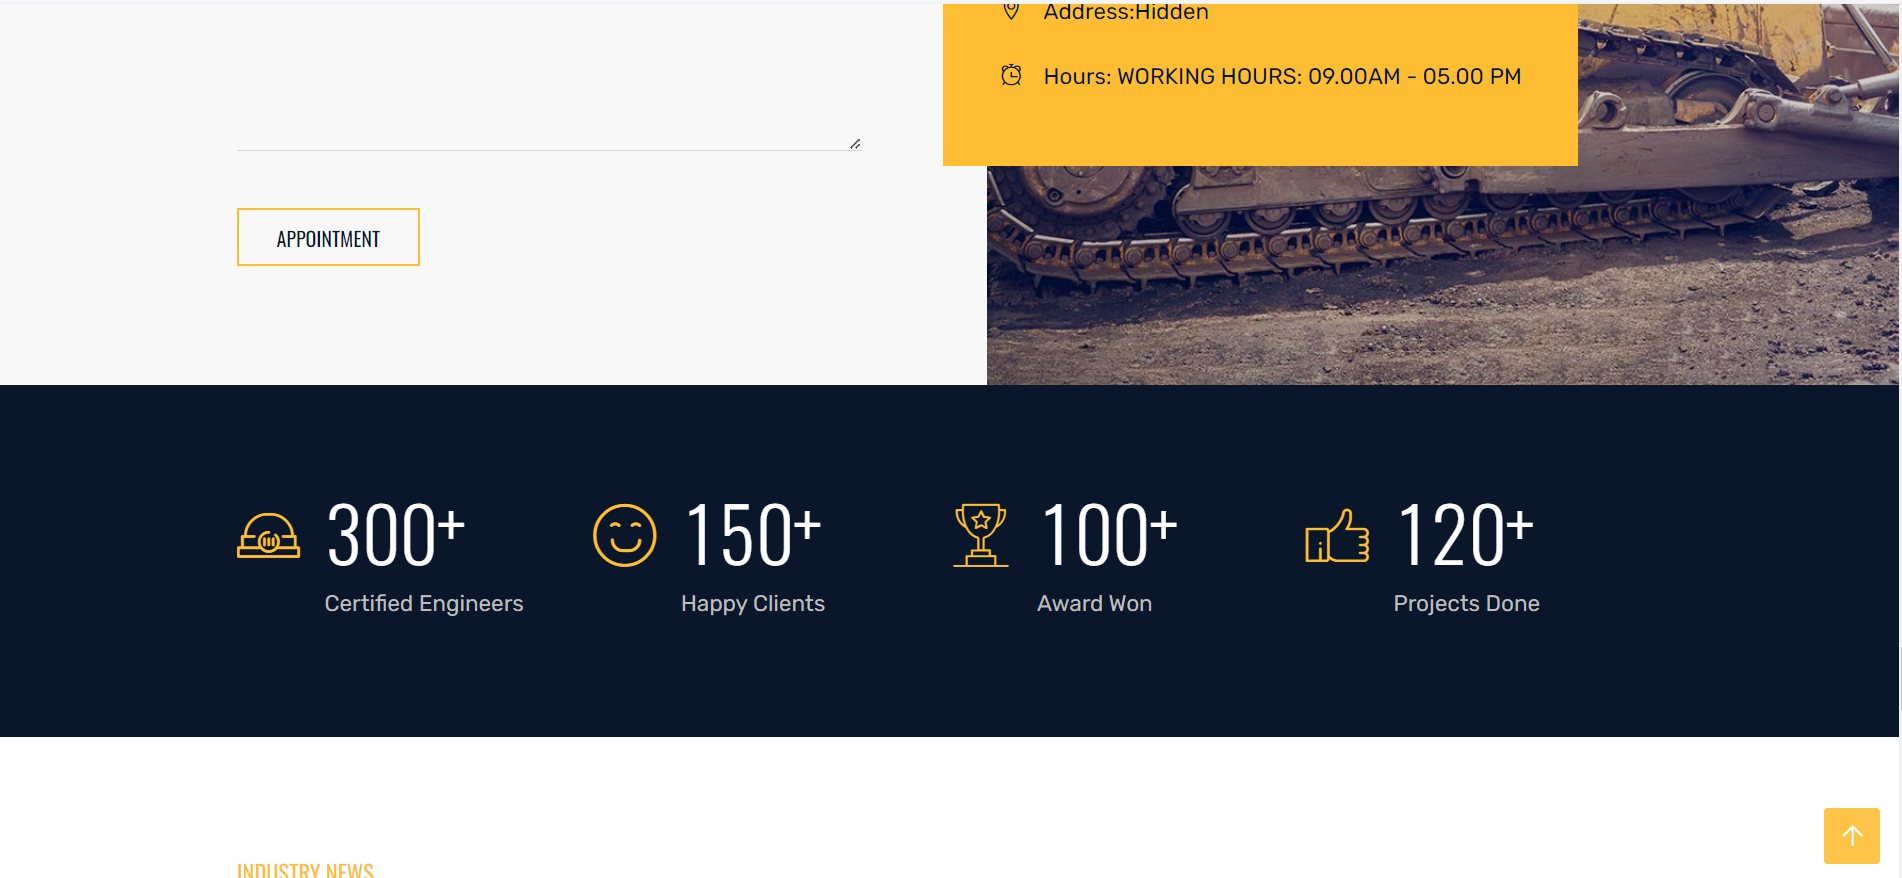 Address:Hidden
Hours: WORKING HOURS: 09.00AM - 05.00 PM
APPOINTMENT
300+
Certified Engineers
150+
Happy Clients
100+
Award Won
120+
Projects Done
INDUSTRY NEWS